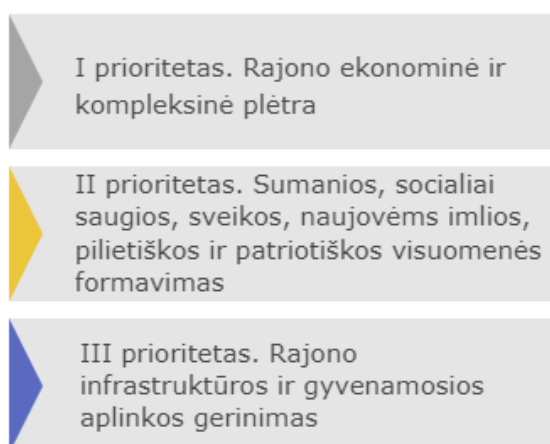 I prioritetas. Rajono ekonominė ir
kompleksinė plėtra
II prioritetas. Sumanios, socialiai
saugios, sveikos, naujovėms imlios,
pilietiškos ir patriotiškos visuomenės
formavimas
III prioritetas. Rajono
infrastruktūros ir gyvenamosios
aplinkos gerinimas